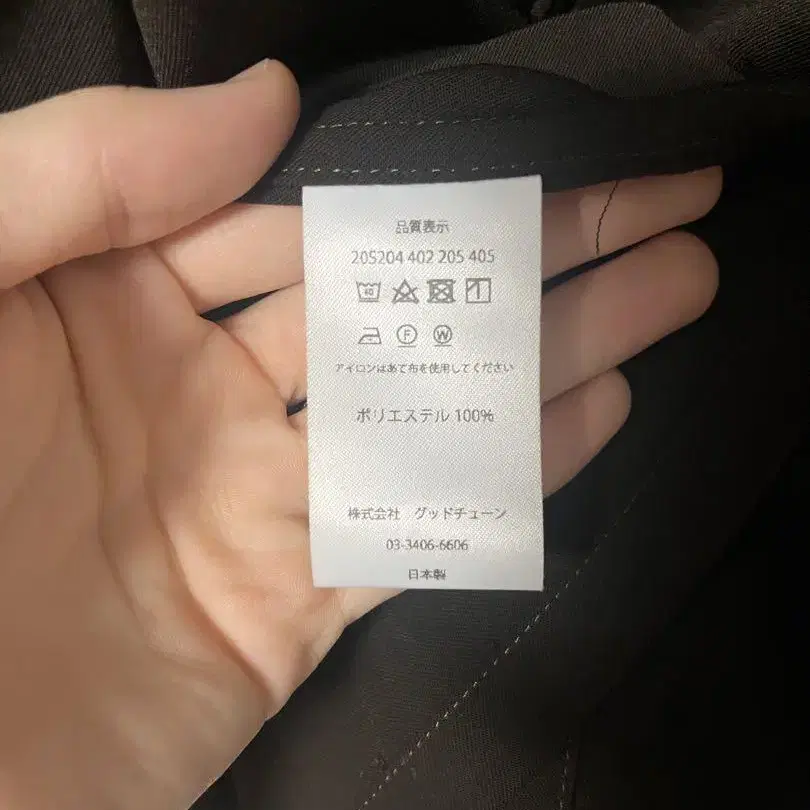 品質表示
205204 402 205 405
40
F W
アイロンはあて布を使用してください
ポリエステル 100%
株式会社 グッドチューン
03-3406-6606
日本製